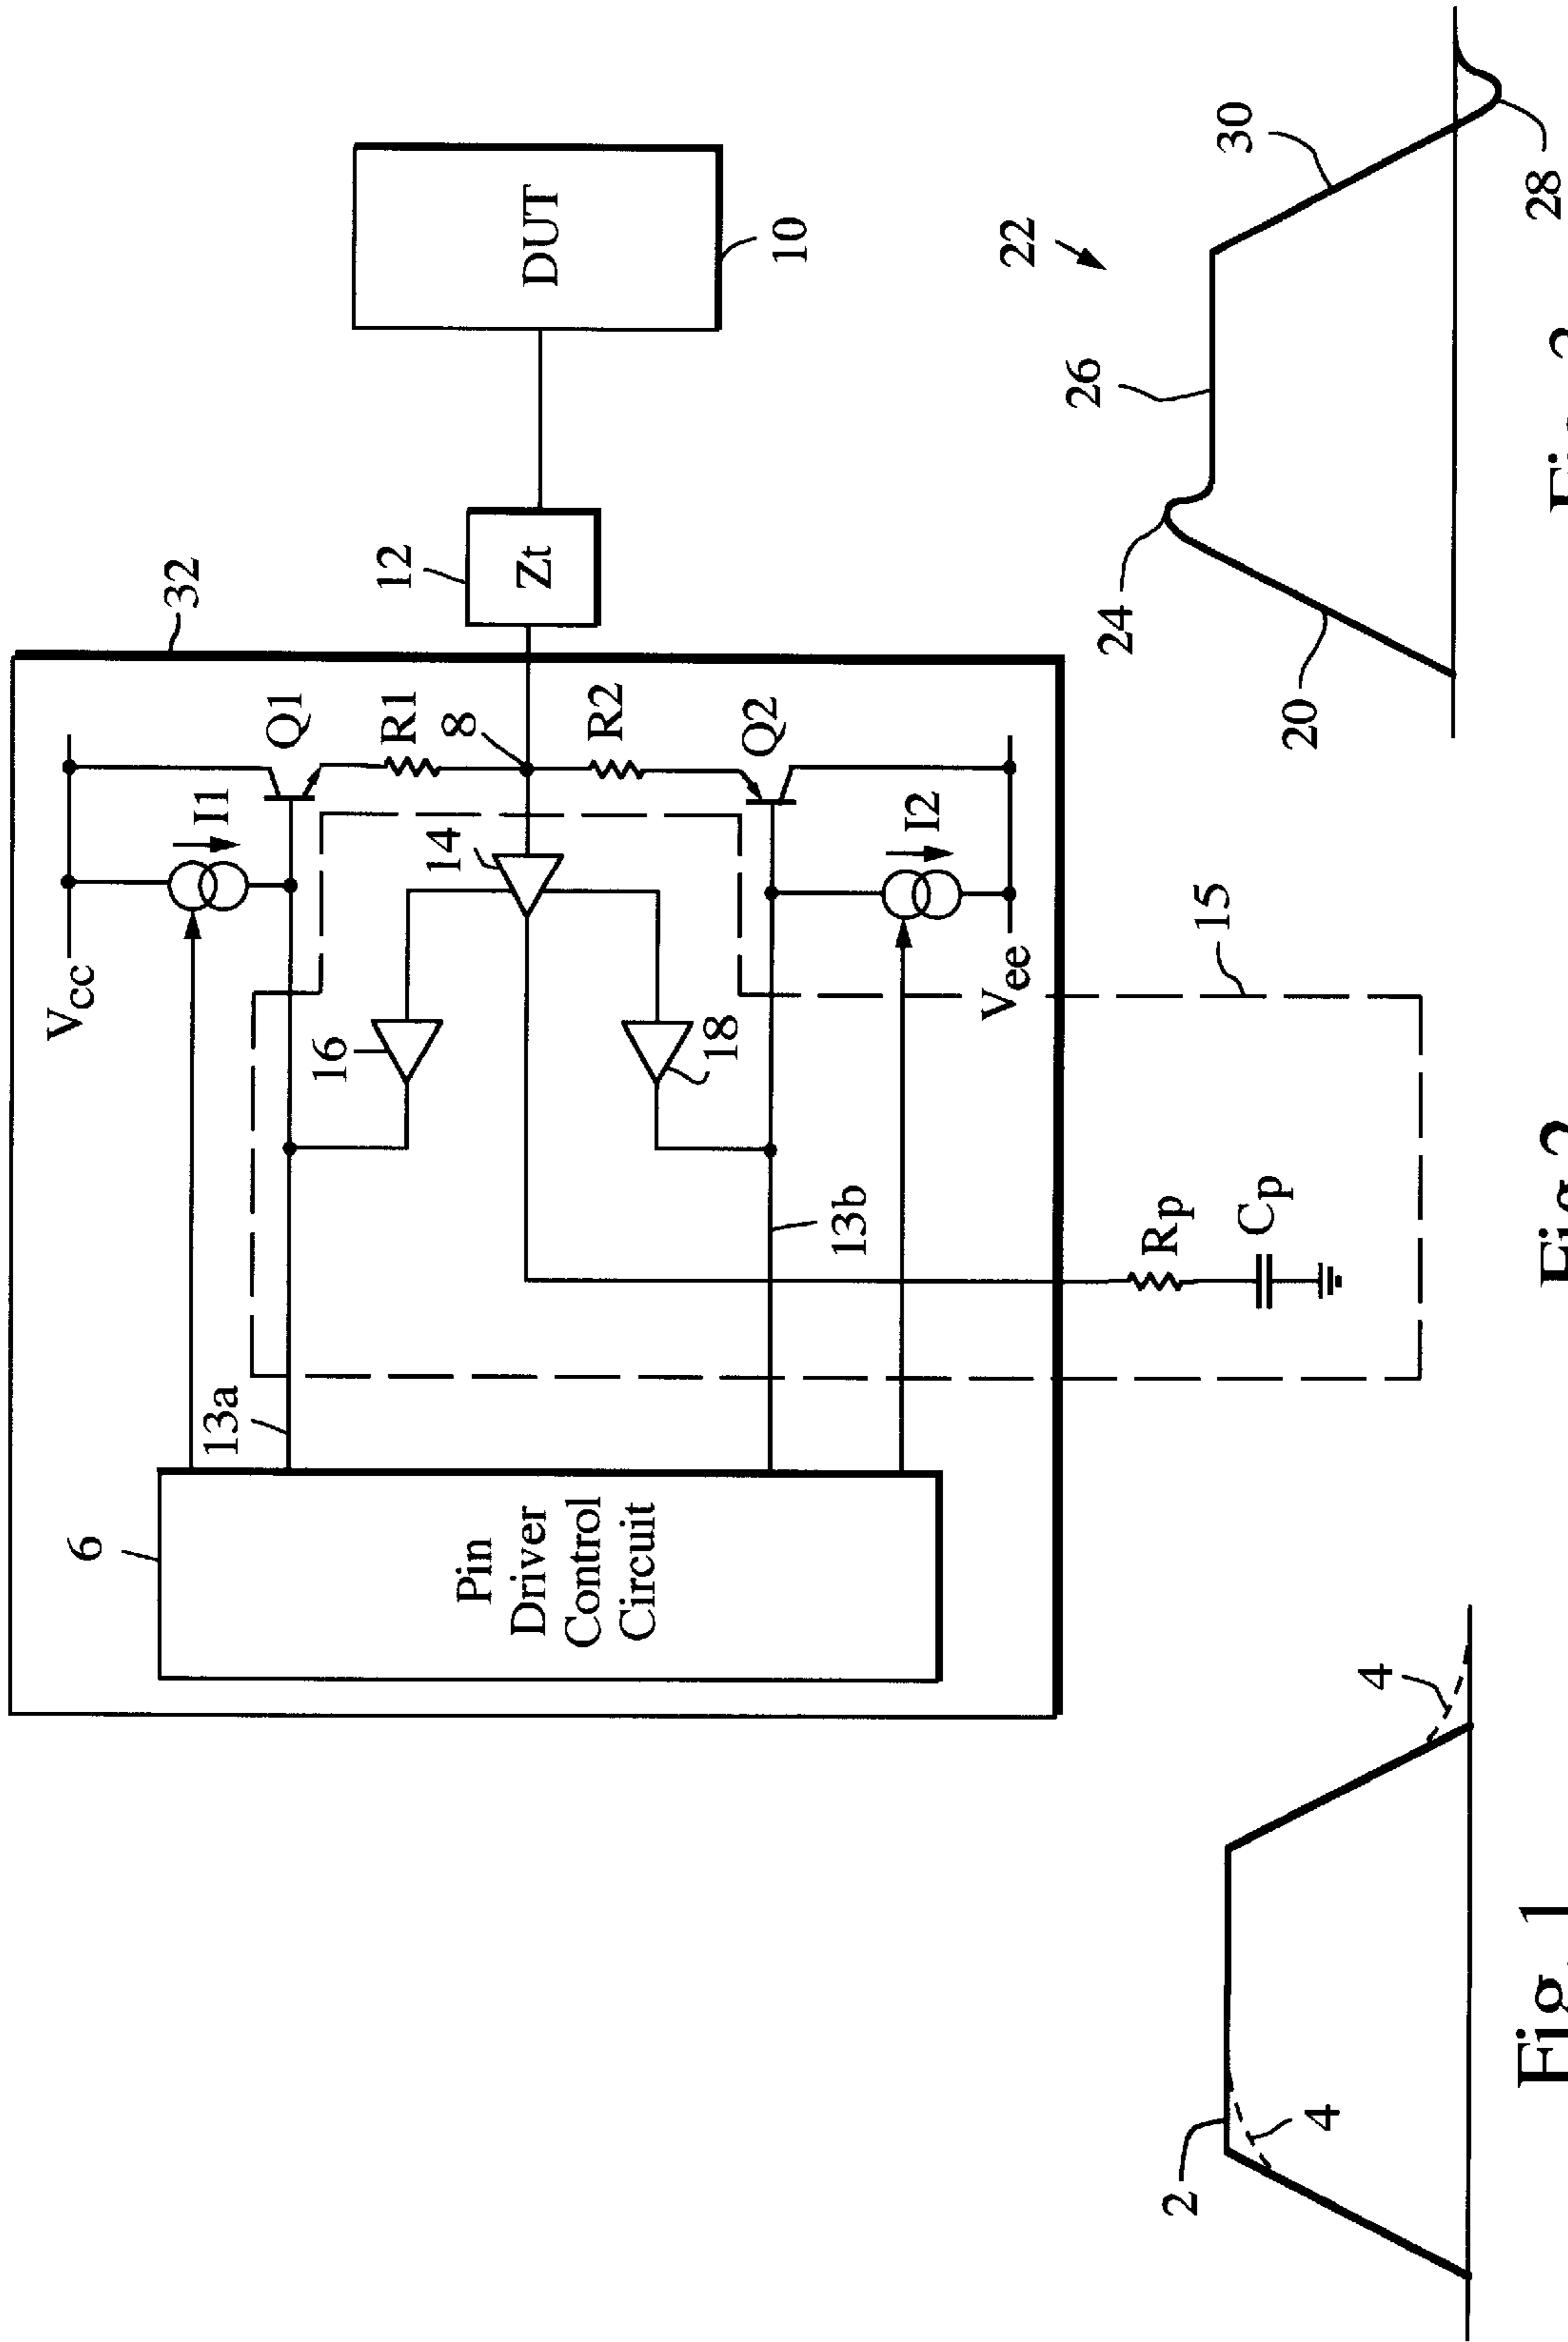 32
Vcc
I1
Q1
R1
8
R2
Q2
I2
Vee
14
16
18
13a
13b
6
Pin
Driver
Control
Circuit
12
Zt
DUT
10
15
Rp
Cp
Fig.2
2
4
4
Fig.1
20
24
26
22
30
28